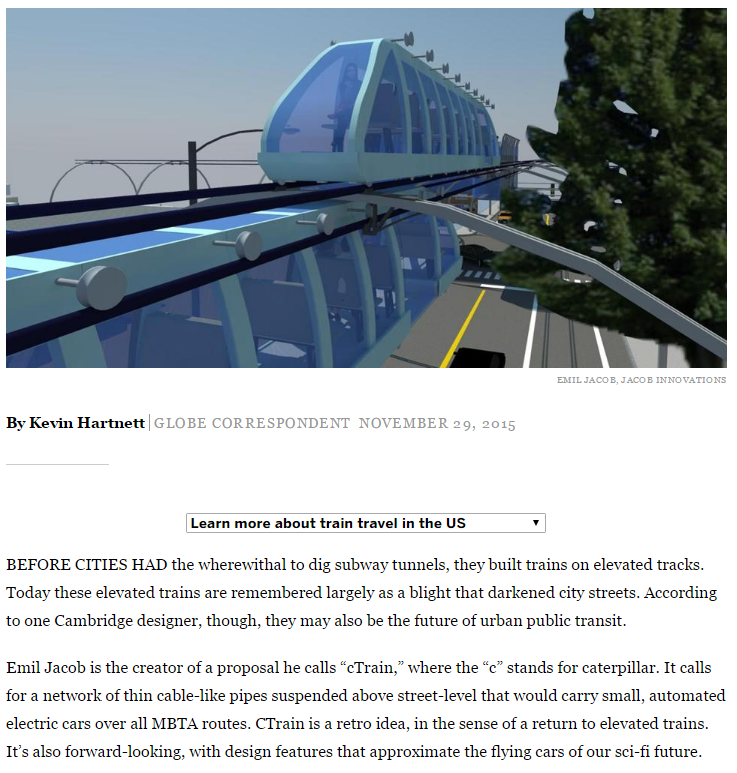 EMIL JACOB, JACOB INNOVATIONS
By Kevin Hartnett | GLOBE CORRESPONDENT NOVEMBER 29, 2015
Learn more about train travel in the US
BEFORE CITIES HAD the wherewithal to dig subway tunnels, they built trains on elevated tracks.
Today these elevated trains are remembered largely as a blight that darkened city streets. According
to one Cambridge designer, though, they may also be the future of urban public transit.
Emil Jacob is the creator of a proposal he calls “cTrain,” where the “c” stands for caterpillar. It calls
for a network of thin cable-like pipes suspended above street-level that would carry small, automated
electric cars over all MBTA routes. CTrain is a retro idea, in the sense of a return to elevated trains.
It’s also forward-looking, with design features that approximate the flying cars of our sci-fi future.